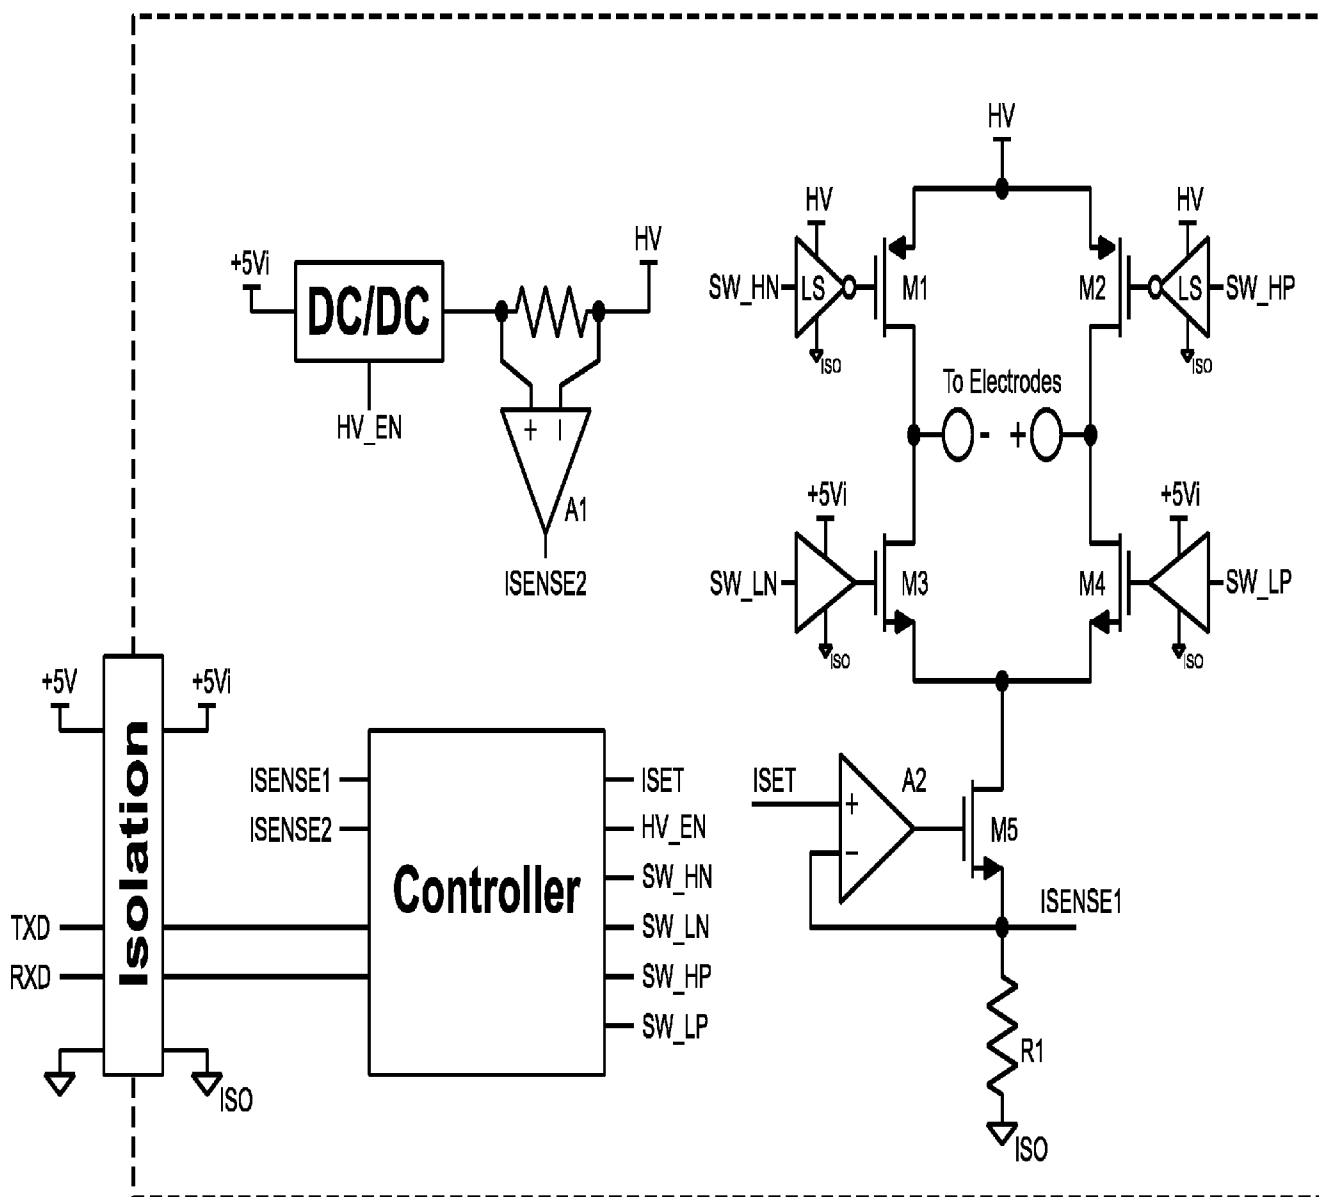 HV
HV
HV
HV
+5Vi
DC/DC
SW_HN
LS
M1
M2
LS
SW_HP
ISO
ISO
To Electrodes
- +
HV_EN
+ -
A1
+5Vi
+5Vi
ISENSE2
SW_LN
M3
M4
SW_LP
ISO
ISO
+5V
+5Vi
Isolation
ISENSE1
ISET
ISET
A2
+
ISENSE2
HV_EN
M5
-
Controller
SW_HN
ISENSE1
TXD
SW_LN
RXD
SW_HP
SW_LP
R1
ISO
ISO